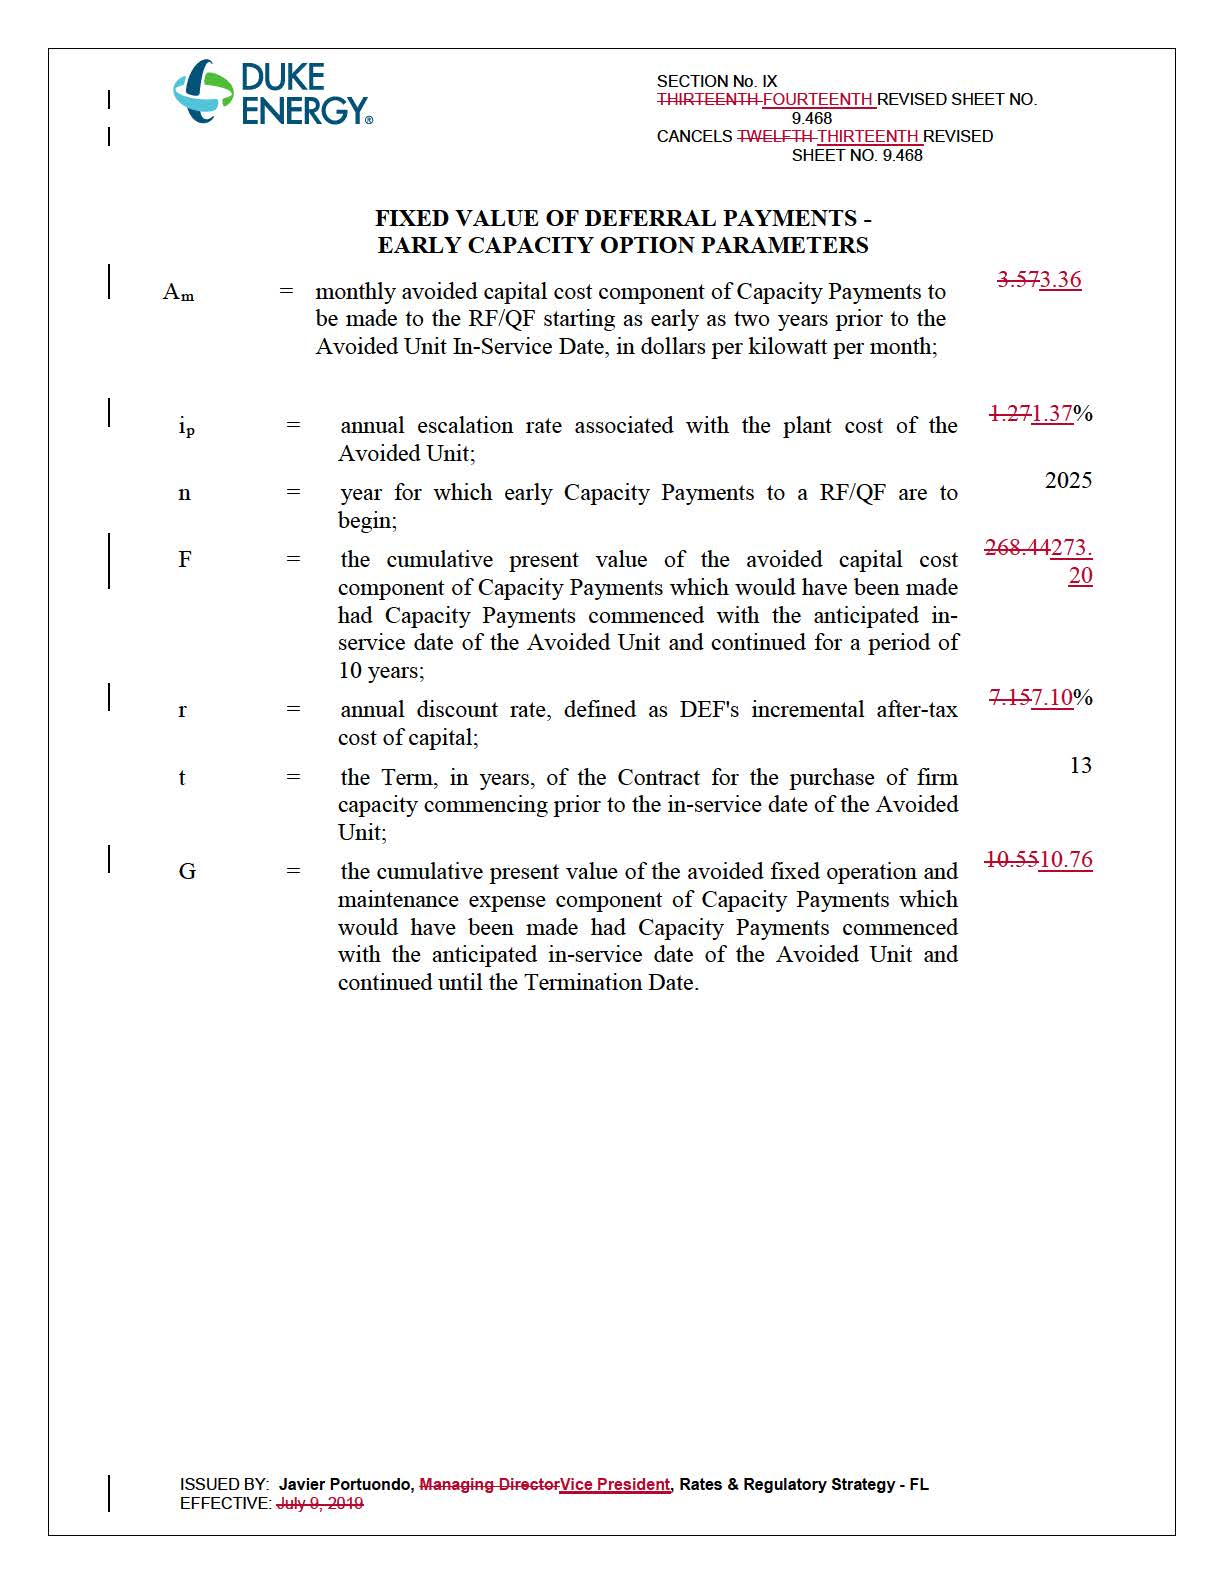 DUKE
ENERGY®
SECTION No. IX
THIRTEENTH FOURTEENTH REVISED SHEET NO.
9.468
CANCELS TWELFTH THIRTEENTH REVISED
SHEET NO. 9.468
FIXED VALUE OF DEFERRAL PAYMENTS -
EARLY CAPACITY OPTION PARAMETERS
Am = monthly avoided capital cost component of Capacity Payments to 3.573.36
be made to the RF/QF starting as early as two years prior to the
Avoided Unit In-Service Date, in dollars per kilowatt per month;
ip = annual escalation rate associated with the plant cost of the 1.271.37%
Avoided Unit;
n = year for which early Capacity Payments to a RF/QF are to 2025
begin;
F = the cumulative present value of the avoided capital cost 268.44273.
component of Capacity Payments which would have been made 20
had Capacity Payments commenced with the anticipated in-
service date of the Avoided Unit and continued for a period of
10 years;
r = annual discount rate, defined as DEF's incremental after-tax 7.157.10%
cost of capital;
t = the Term, in years, of the Contract for the purchase of firm 13
capacity commencing prior to the in-service date of the Avoided
Unit;
G = the cumulative present value of the avoided fixed operation and 10.5510.76
maintenance expense component of Capacity Payments which
would have been made had Capacity Payments commenced
with the anticipated in-service date of the Avoided Unit and
continued until the Termination Date.
ISSUED BY: Javier Portuondo, Managing DirectorVice President, Rates & Regulatory Strategy - FL
EFFECTIVE: July 9, 2019